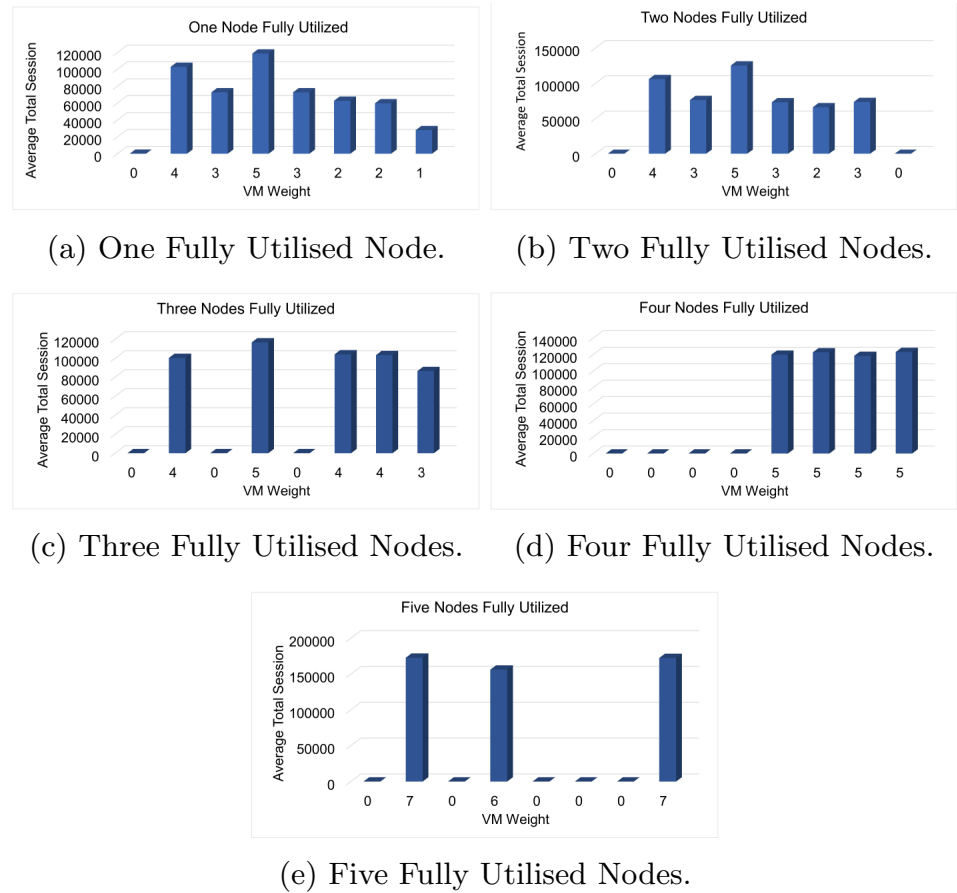 One Node Fully Utilized
Average Total Session
120000
100000
80000
60000
40000
20000
0
0 4 3 5 3 2 2 1
VM Weight
(a) One Fully Utilised Node.
Two Nodes Fully Utilized
Average Total Session
150000
100000
50000
0
0 4 3 5 3 2 3 0
VM Weight
(b) Two Fully Utilised Nodes.
Three Nodes Fully Utilized
Average Total Session
120000
100000
80000
60000
40000
20000
0
0 4 0 5 0 4 4 3
VM Weight
(c) Three Fully Utilised Nodes.
Four Nodes Fully Utilized
Average Total Session
140000
120000
100000
80000
60000
40000
20000
0
0 0 0 0 5 5 5 5
VM Weight
(d) Four Fully Utilised Nodes.
Five Nodes Fully Utilized
Average Total Session
200000
150000
100000
50000
0
0 7 0 6 0 0 0 7
VM Weight
(e) Five Fully Utilised Nodes.